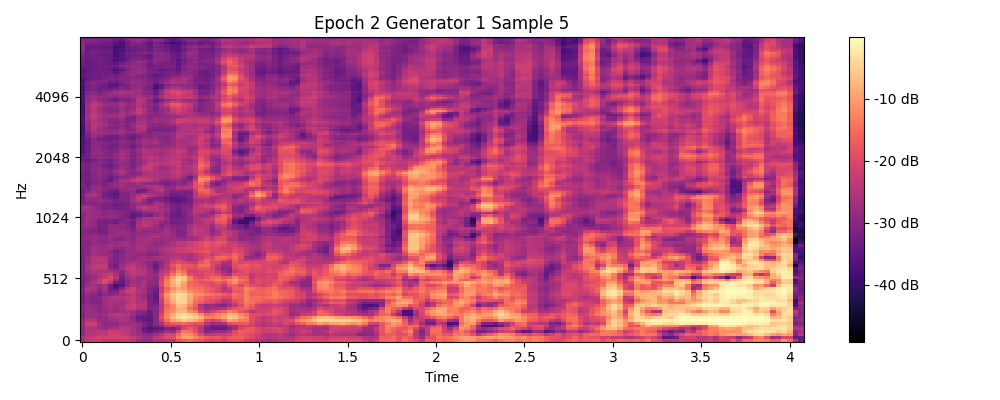 Epoch 2 Generator 1 Sample 5
Hz
4096
2048
1024
512
0
0 0.5 1 1.5 2 2.5 3 3.5 4
Time
-10 dB
-20 dB
-30 dB
-40 dB